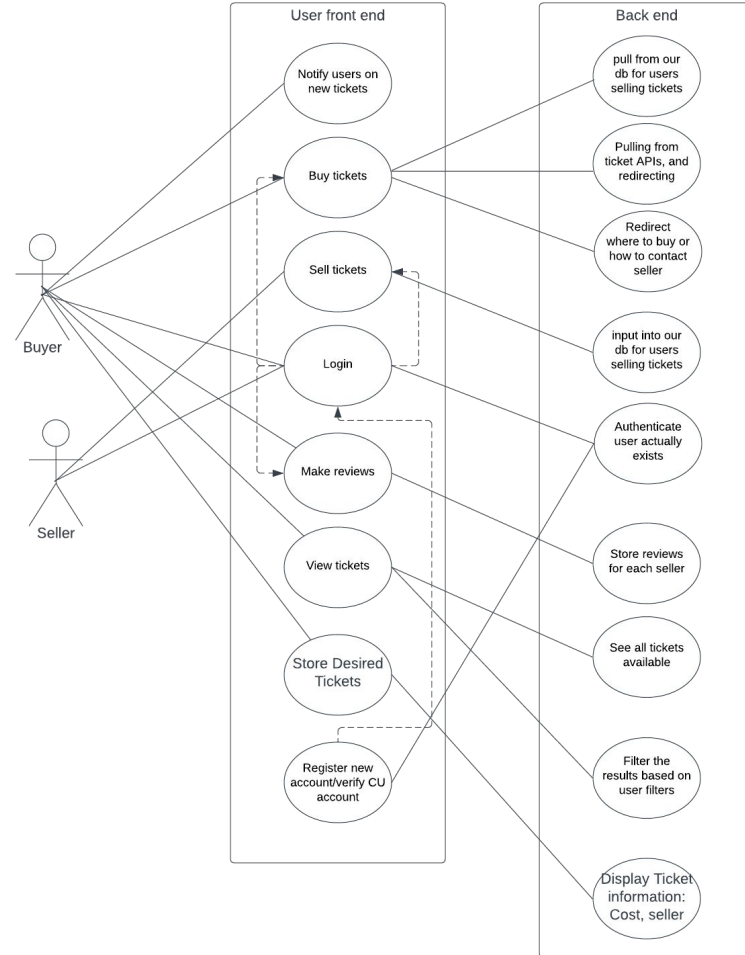 User front end
Notify users on
new tickets
Buy tickets
Sell tickets
Login
Make reviews
View tickets
Store Desired
Tickets
Register new
account/verify CU
account
Buyer
Seller
Back end
pull from our
db for users
selling tickets
Pulling from
ticket APIs, and
redirecting
Redirect
where to buy or
how to contact
seller
input into our
db for users
selling tickets
Authenticate
user actually
exists
Store reviews
for each seller
See all tickets
available
Filter the
results based on
user filters
Display Ticket
information:
Cost, seller